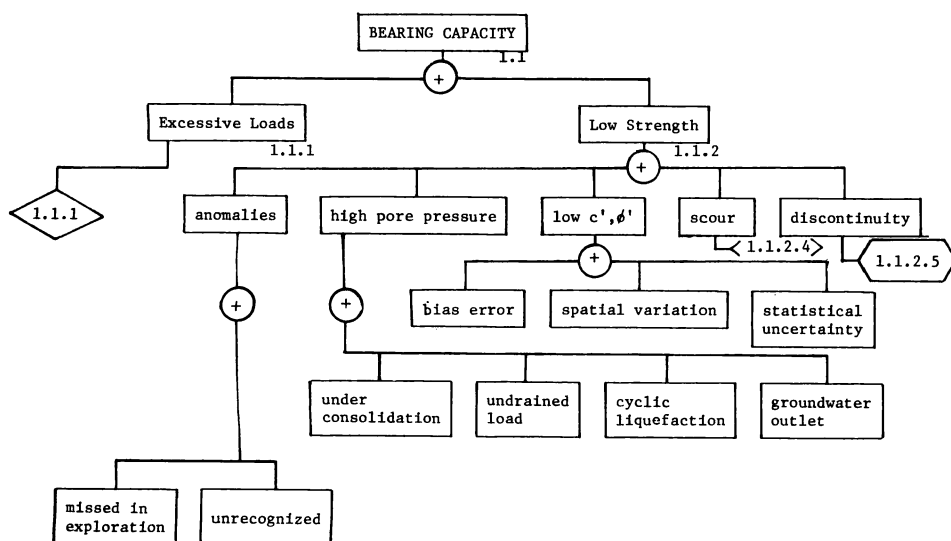 BEARING CAPACITY
1.1
+
Excessive Loads
1.1.1
Low Strength
1.1.2
+
1.1.1
anomalies
high pore pressure
low c',ø'
scour
discontinuity
1.1.2.4
1.1.2.5
+
bias error
spatial variation
statistical
uncertainty
+
+
under
consolidation
undrained
load
cyclic
liquefaction
groundwater
outlet
missed in
exploration
unrecognized